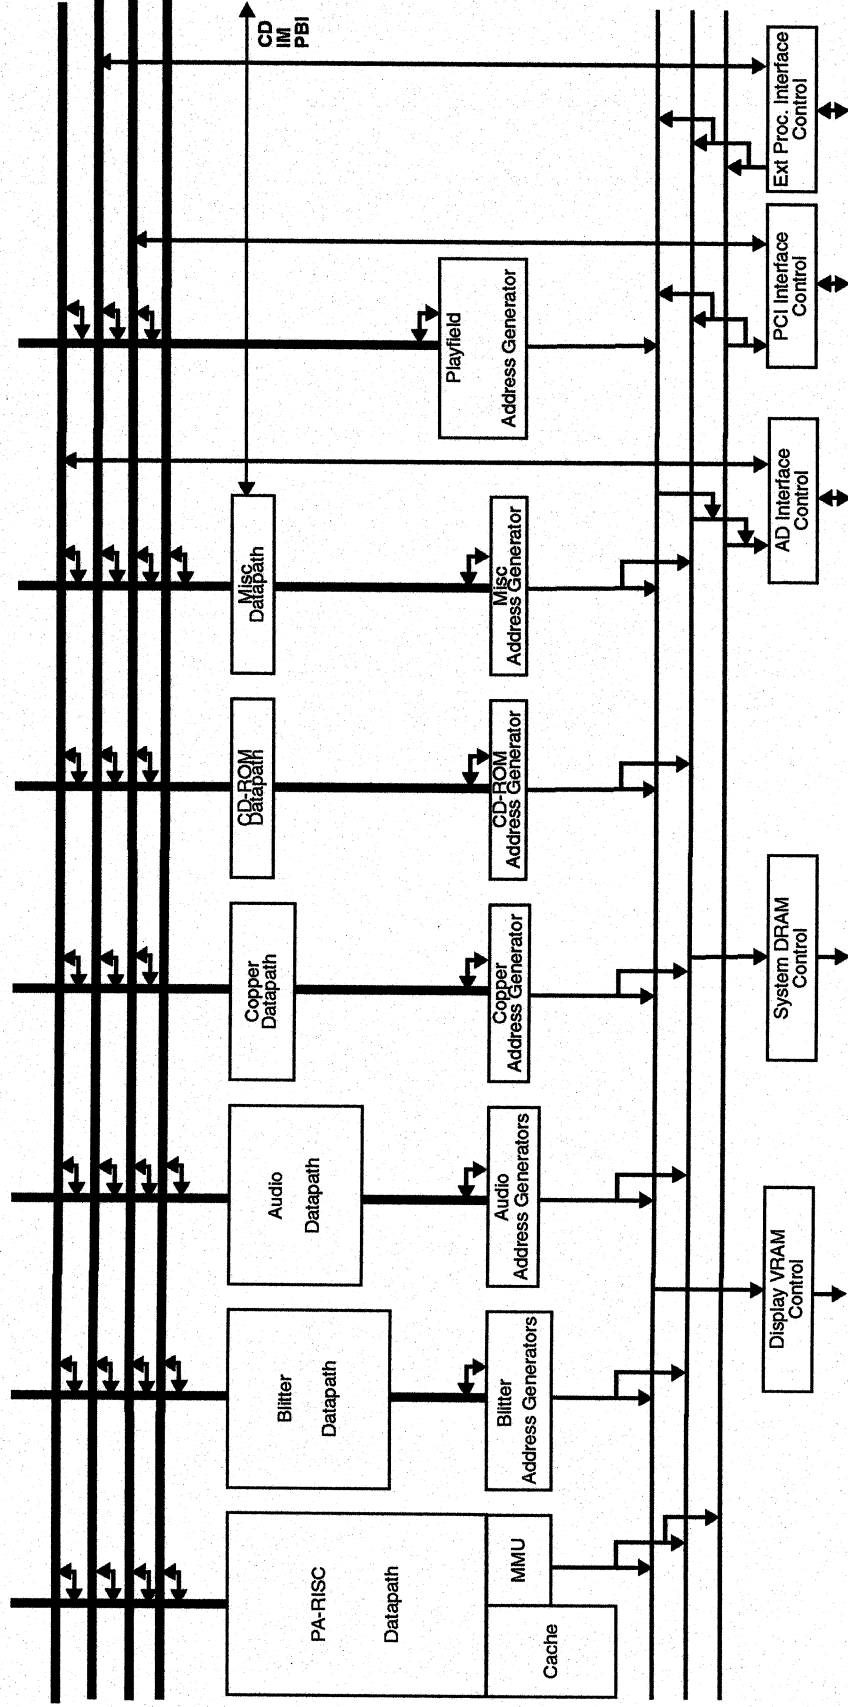 PA-RISC
Datapath
MMU
Cache
Blitter
Datapath
Blitter
Address Generators
Audio
Datapath
Audio
Address Generators
Copper
Datapath
Copper
Address Generator
CD-ROM
Datapath
CD-ROM
Address Generator
Misc
Datapath
Misc
Address Generator
Playfield
Address Generator
CD
IM
PBI
Display VRAM
Control
System DRAM
Control
AD Interface
Control
PCI Interface
Control
Ext Proc. Interface
Control